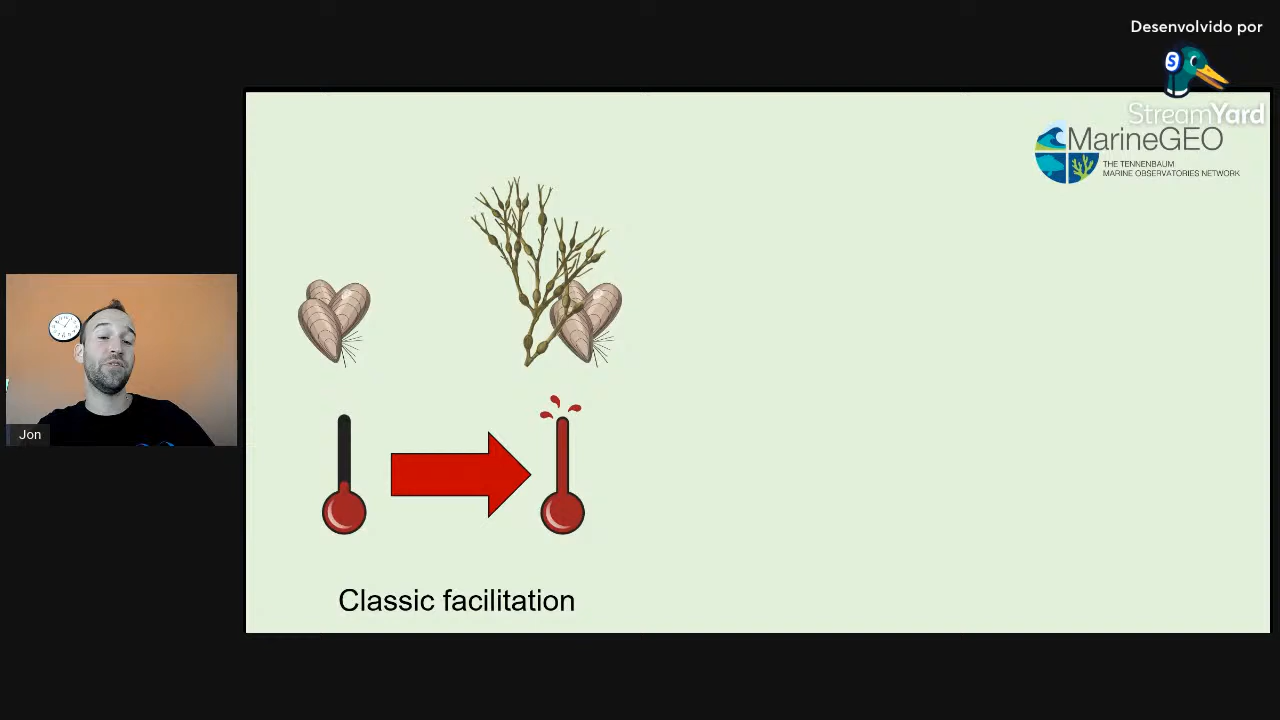 Desenvolvido por
StreamYard
MarineGEO
THE TENNENBAUM
MARINE OBSERVATORIES NETWORK
Jon
Classic facilitation